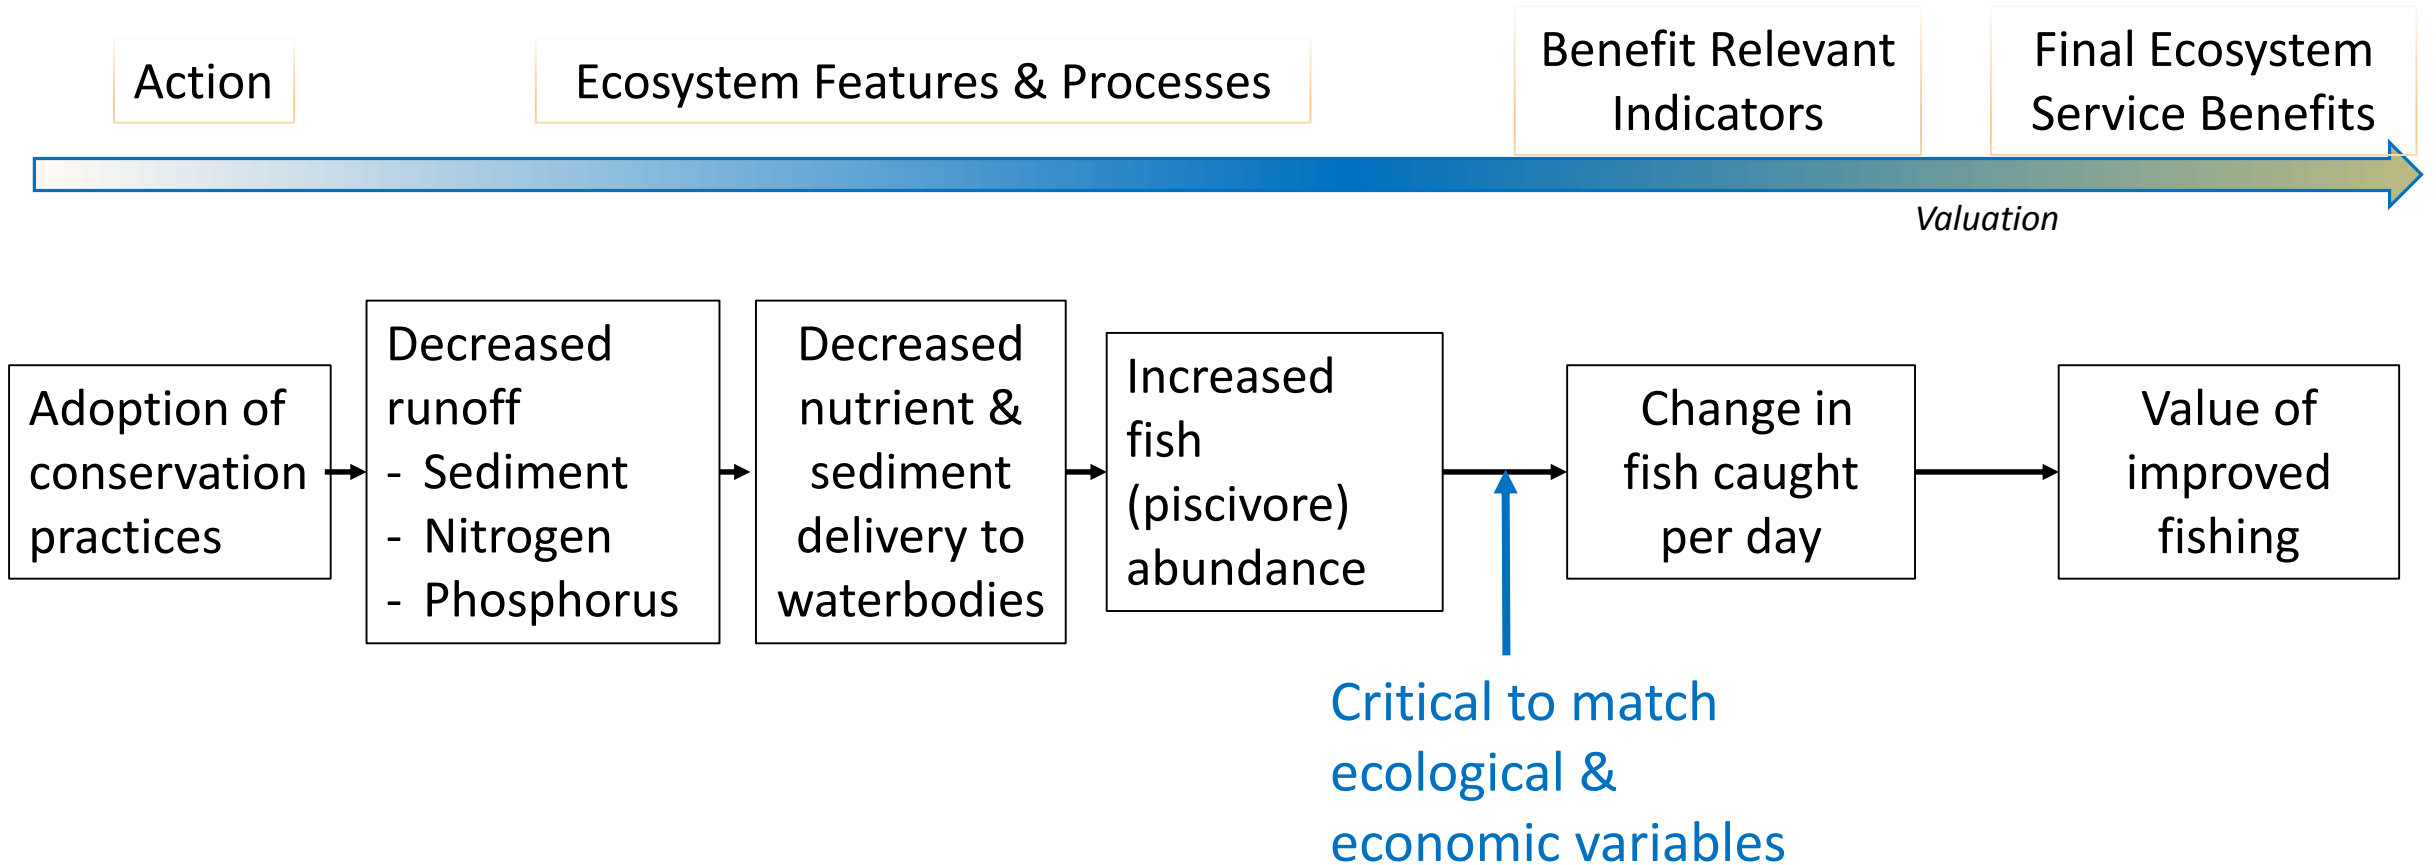 Action
Ecosystem Features & Processes
Benefit Relevant
Indicators
Final Ecosystem
Service Benefits
Valuation
Adoption of
conservation
practices
Decreased
runoff
- Sediment
- Nitrogen
- Phosphorus
Decreased
nutrient &
sediment
delivery to
waterbodies
Increased
fish
(piscivore)
abundance
Change in
fish caught
per day
Value of
improved
fishing
Critical to match
ecological &
economic variables